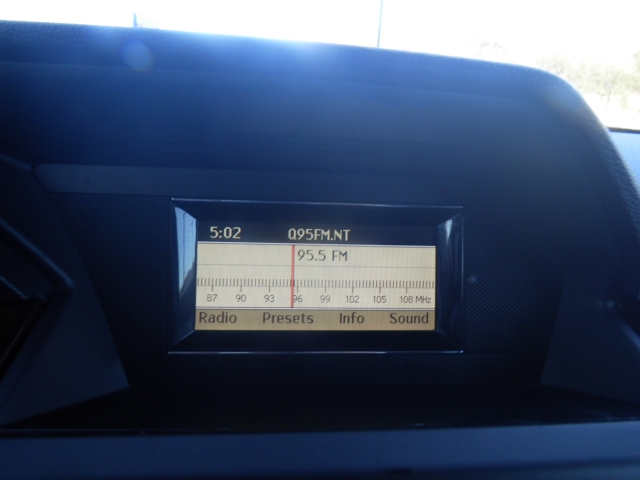 5:02 Q95FM.NT
95.5 FM
87 90 93 96 99 102 105 108 MHz
Radio Presets Info Sound